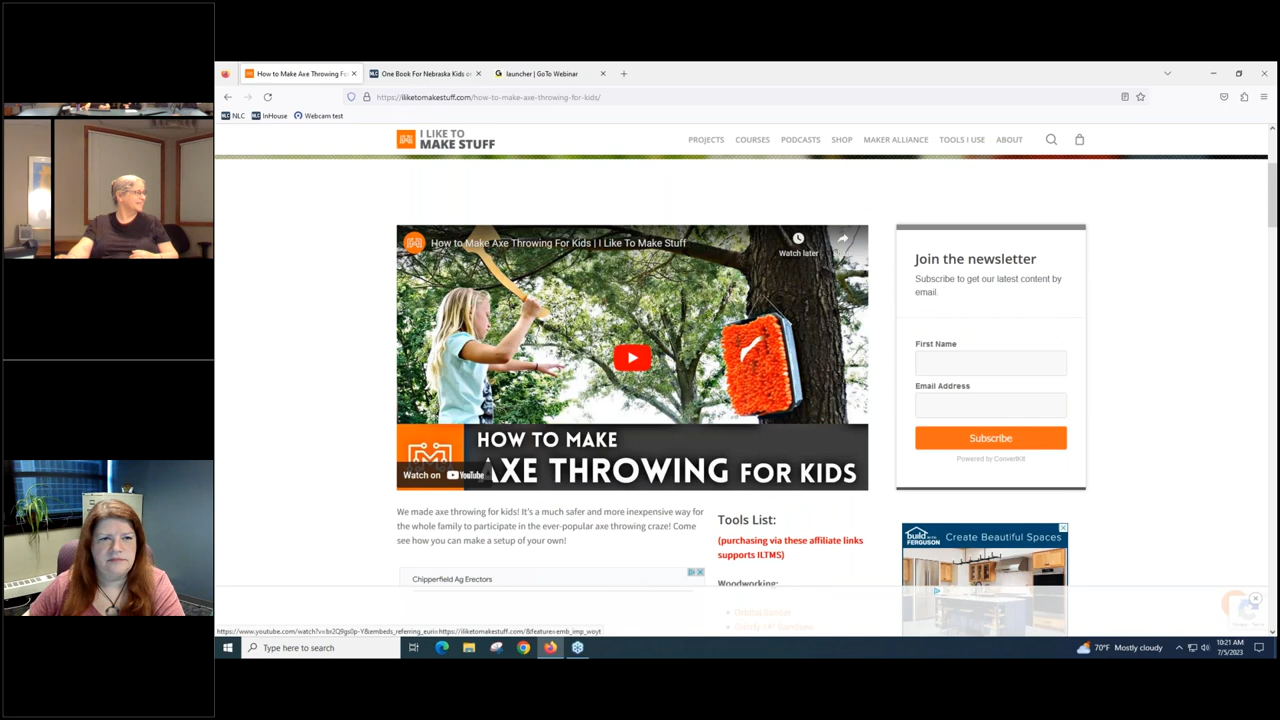 How to Make Axe Throwing Fo
One Book For Nebraska Kids o
launcher | GoTo Webinar
https://iliketomakestuff.com/how-to-make-axe-throwing-for-kids/
NLC
InHouse
Webcam test
I LIKE TO
MAKE STUFF
PROJECTS
COURSES
PODCASTS
SHOP
MAKER ALLIANCE
TOOLS I USE
ABOUT
How to Make Axe Throwing For Kids | I Like To Make Stuff
Watch later
HOW TO MAKE
AXE THROWING FOR KIDS
Watch on YouTube
We made axe throwing for kids! It's a much safer and more inexpensive way for
the whole family to participate in the ever-popular axe throwing craze! Come
see how you can make a setup of your own!
Chipperfield Ag Erectors
Tools List:
(purchasing via these affiliate links
supports ILTMS)
Woodworking:
Orbital Sander
Join the newsletter
Subscribe to get our latest content by
email.
First Name
Email Address
Subscribe
Powered by ConvertKit
build with
FERGUSON
Create Beautiful Spaces
Type here to search
70°F Mostly cloudy
10:21 AM
7/5/2023